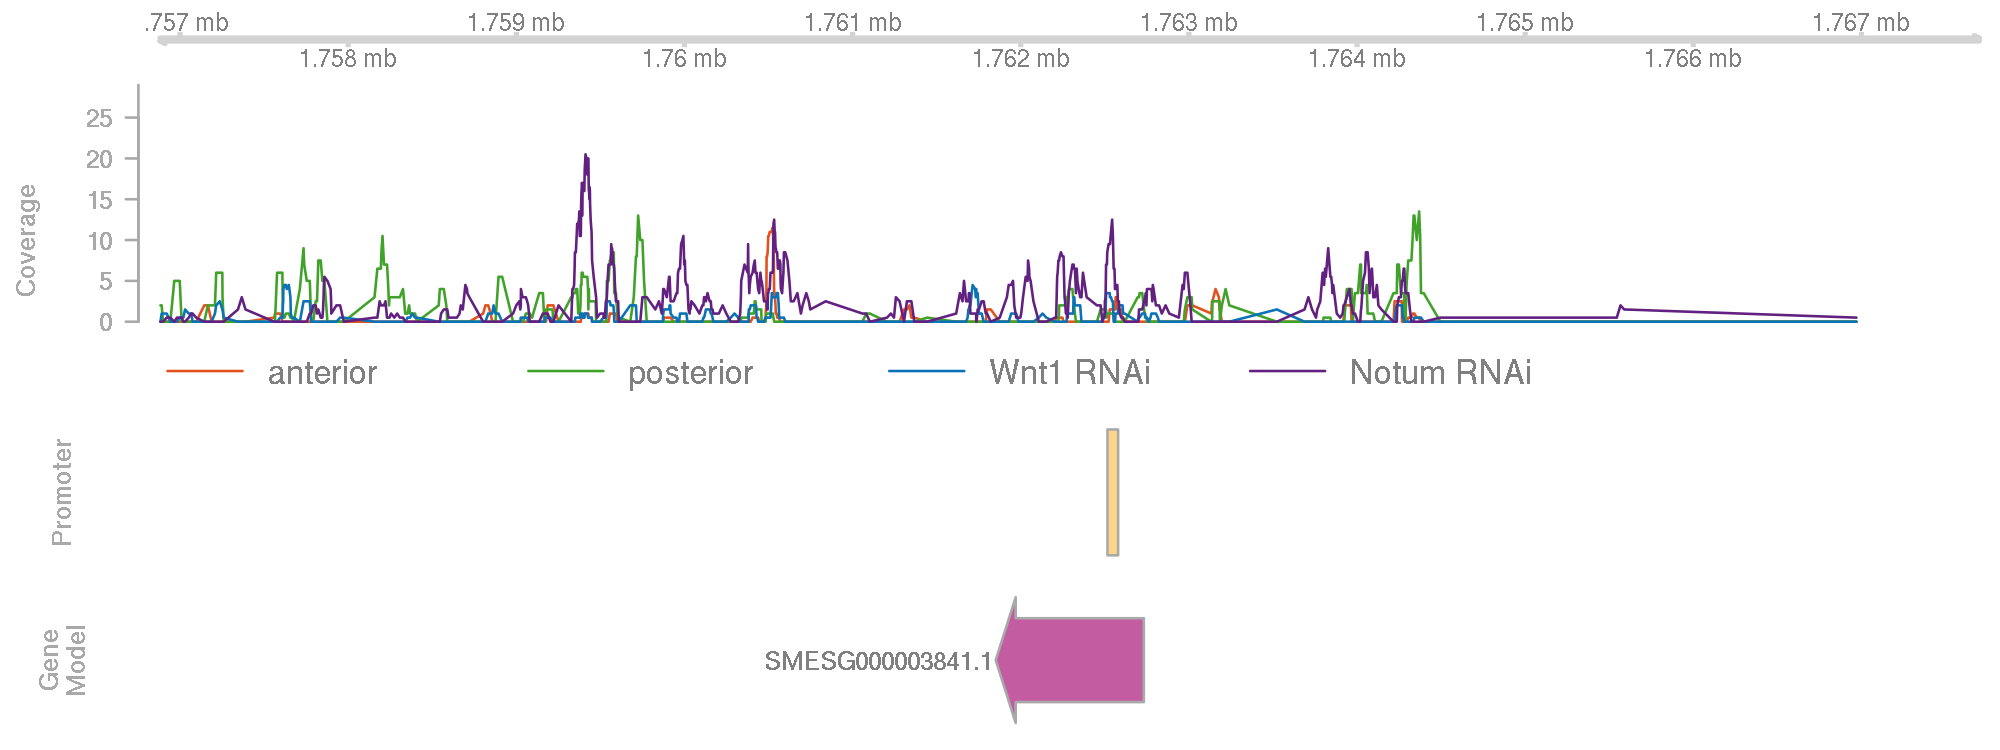 .757 mb 1.759 mb 1.761 mb 1.763 mb 1.765 mb 1.767 mb
1.758 mb 1.76 mb 1.762 mb 1.764 mb 1.766 mb
Coverage
25
20
15
10
5
0
anterior posterior Wnt1 RNAi Notum RNAi
Promoter
Gene
Model
SMESG000003841.1